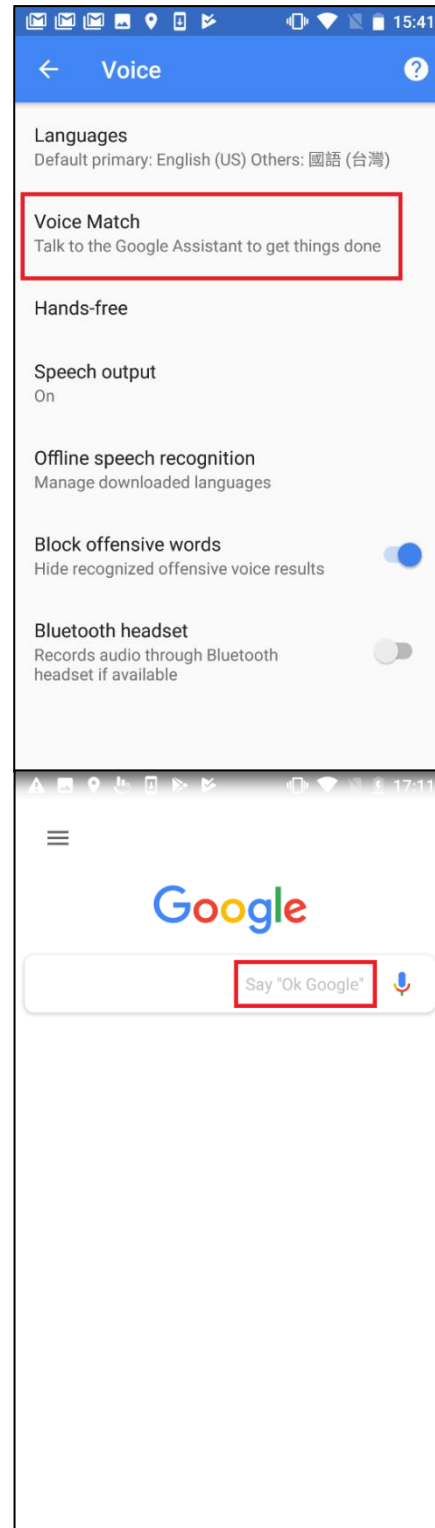 15:41
Voice
Languages
Default primary: English (US) Others: 國語 (台灣)
Voice Match
Talk to the Google Assistant to get things done
Hands-free
Speech output
On
Offline speech recognition
Manage downloaded languages
Block offensive words
Hide recognized offensive voice results
Bluetooth headset
Records audio through Bluetooth
headset if available
17:11
Google
Say "Ok Google"